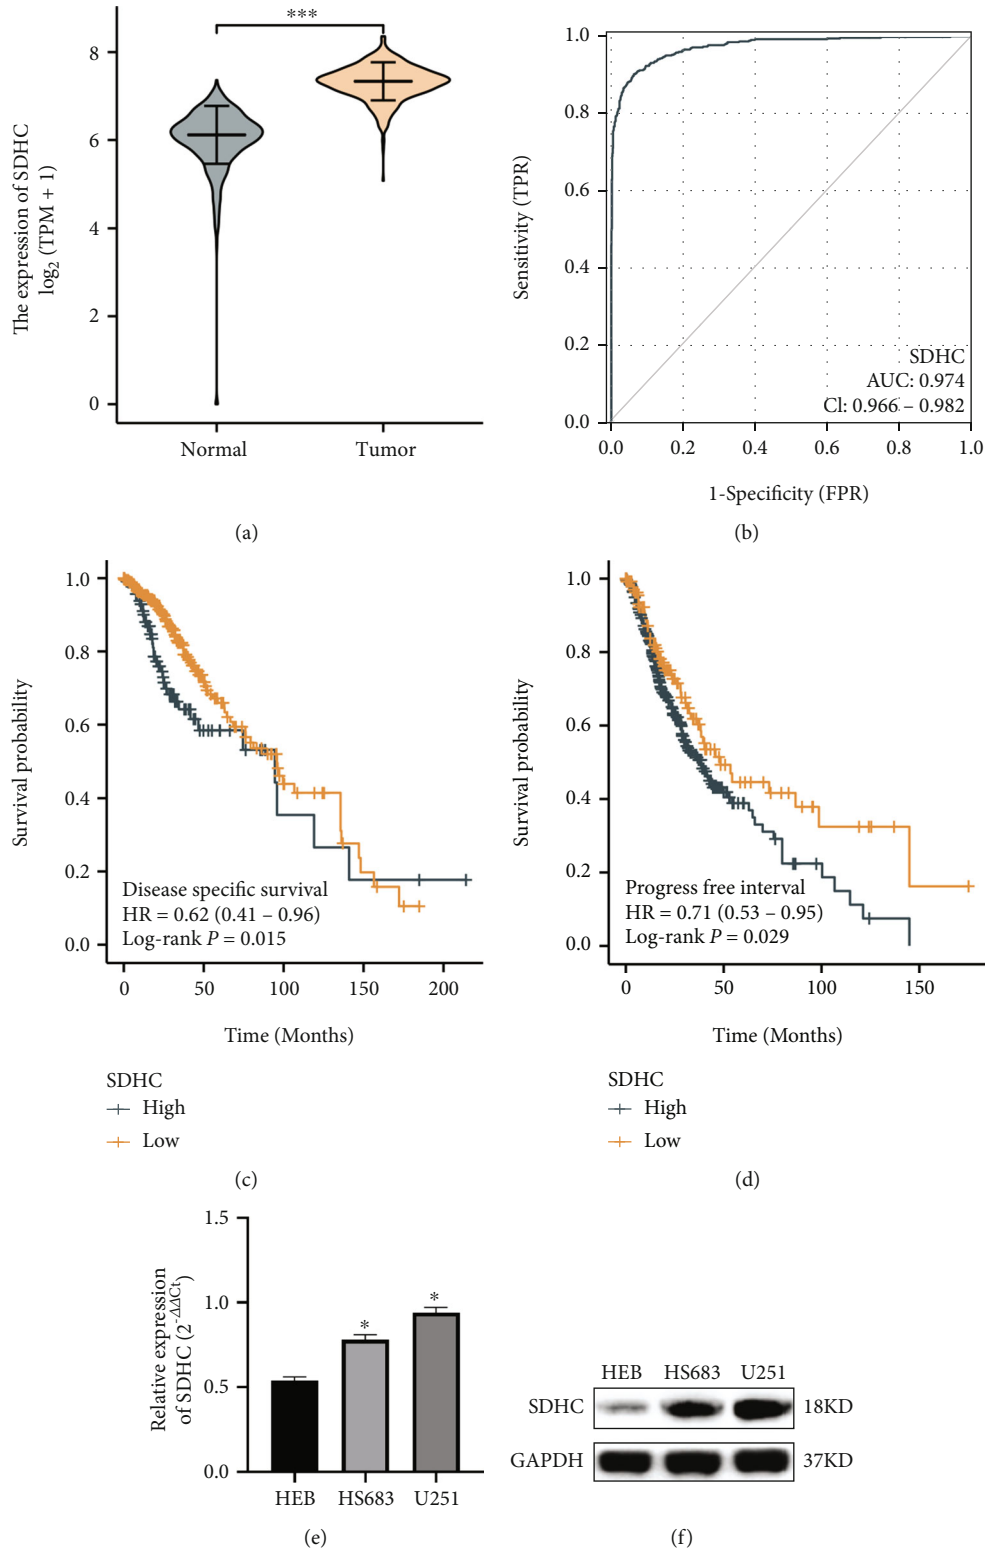 ***
The expression of SDHC
log₂ (TPM + 1)
8
6
4
2
0
Normal
Tumor
(a)
Sensitivity (TPR)
1.0
0.8
0.6
0.4
0.2
0.0
SDHC
AUC: 0.974
CI: 0.966 – 0.982
0.0 0.2 0.4 0.6 0.8 1.0
1-Specificity (FPR)
(b)
Survival probability
1.0
0.8
0.6
0.4
0.2
0.0
Disease specific survival
HR = 0.62 (0.41 – 0.96)
Log-rank P = 0.015
0 50 100 150 200
Time (Months)
SDHC
High
Low
(c)
Survival probability
1.0
0.8
0.6
0.4
0.2
0.0
Progress free interval
HR = 0.71 (0.53 – 0.95)
Log-rank P = 0.029
0 50 100 150
Time (Months)
SDHC
High
Low
(d)
Relative expression
of SDHC (2^-ΔΔCt)
1.5
1.0
0.5
0.0
*
*
HEB HS683 U251
(e)
HEB HS683 U251
SDHC 18KD
GAPDH 37KD
(f)